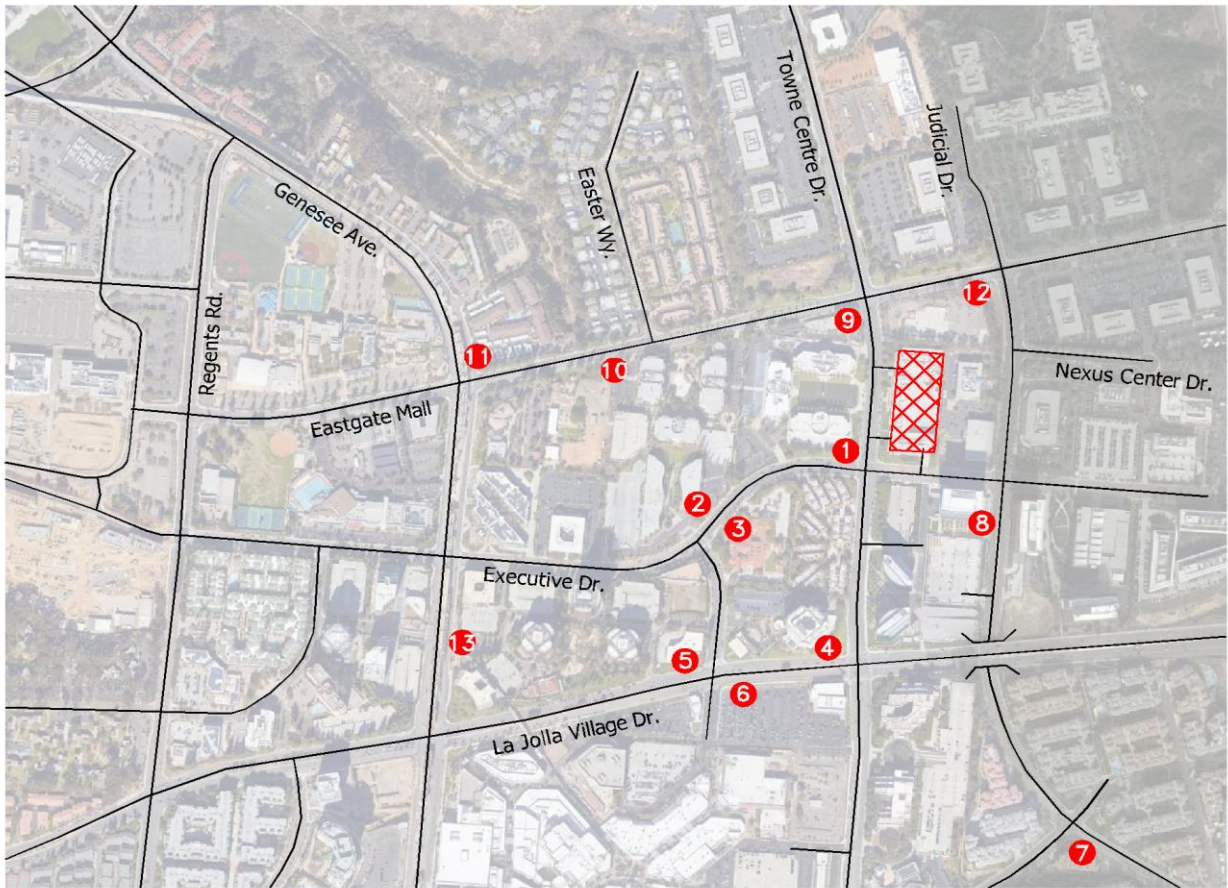 Towne Centre Dr.
Judicial Dr.
Easter Wy.
Genesee Ave.
Regents Rd.
12
9
11
10
Nexus Center Dr.
Eastgate Mall
1
2
3
8
Executive Dr.
13
4
5
6
La Jolla Village Dr.
7